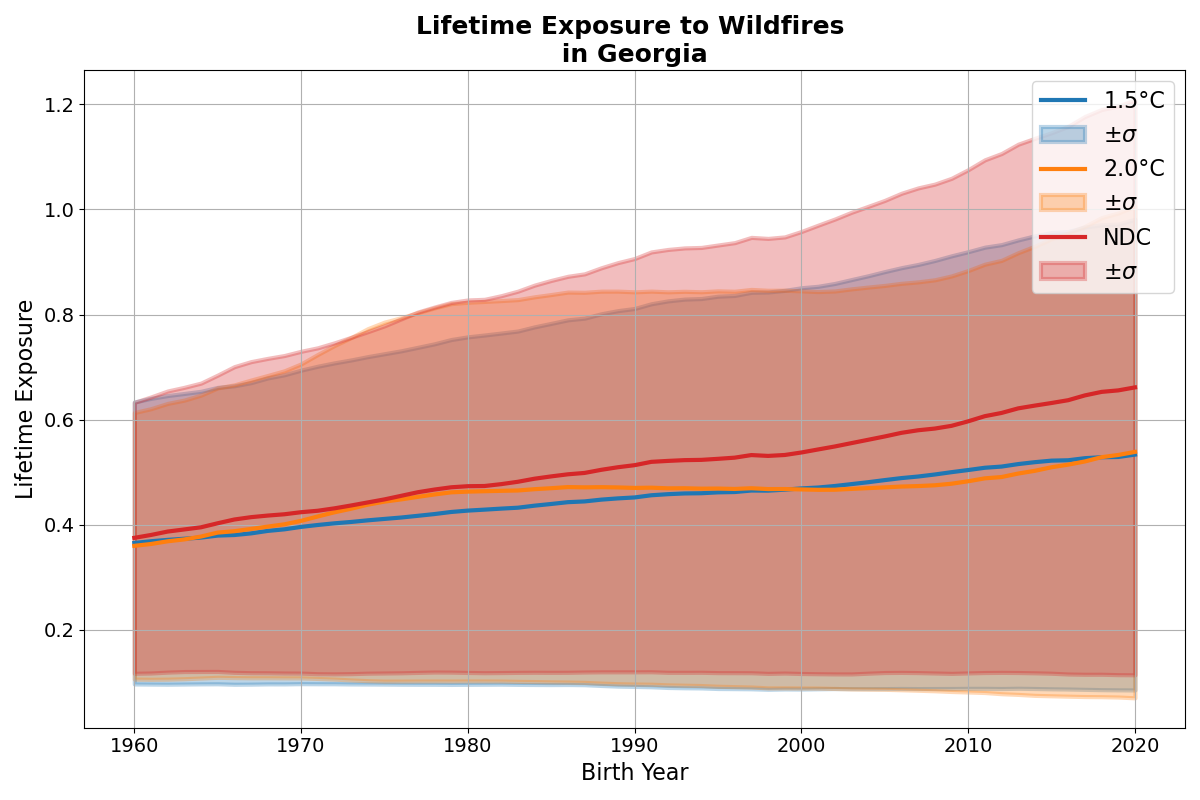 Lifetime Exposure to Wildfires
in Georgia
1.5°C
±σ
2.0°C
±σ
NDC
±σ
Lifetime Exposure
1.2
1.0
0.8
0.6
0.4
0.2
1960 1970 1980 1990 2000 2010 2020
Birth Year